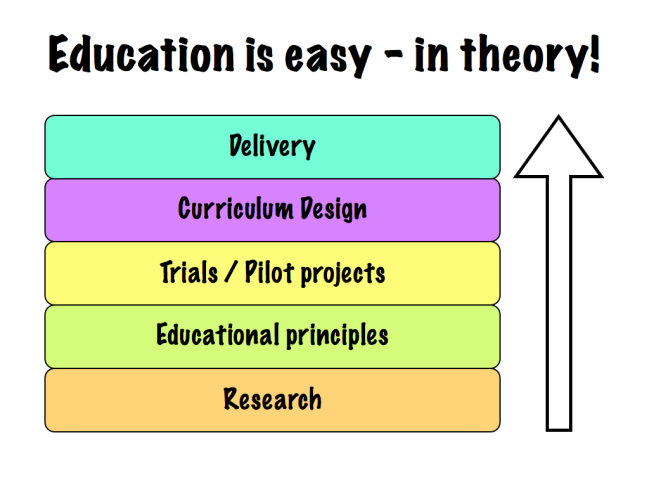 Education is easy - in theory!
Delivery
Curriculum Design
Trials / Pilot projects
Educational principles
Research